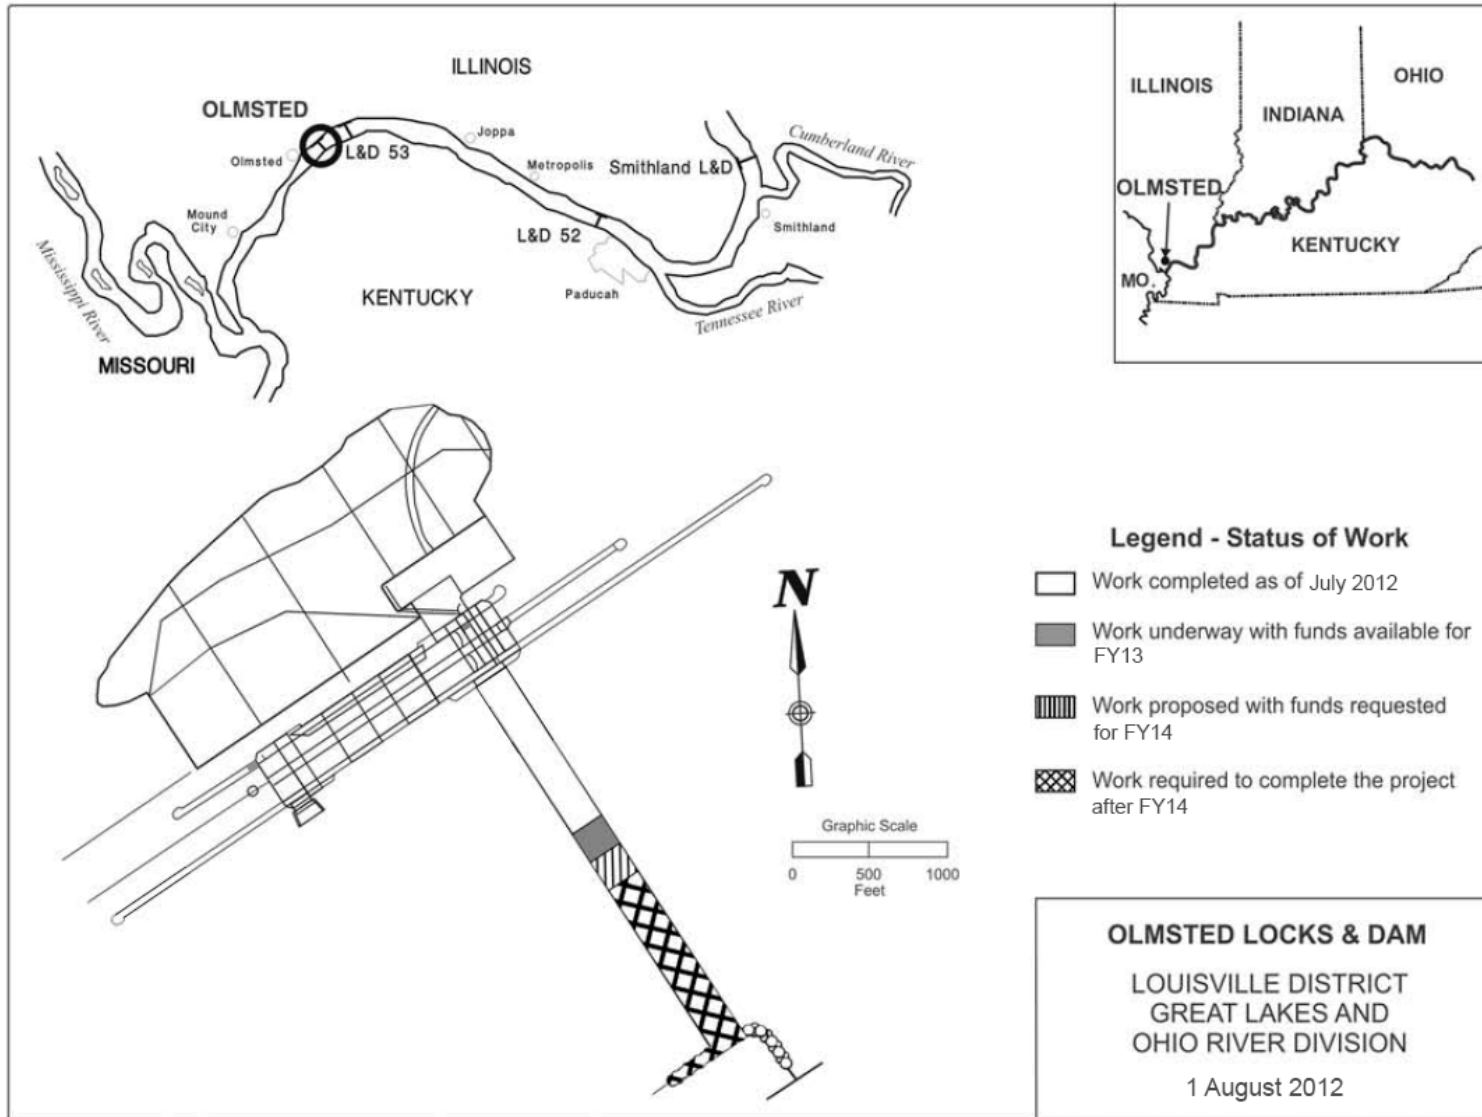 ILLINOIS
OLMSTED
Joppa
L&D 53
Olmsted
Metropolis
Smithland L&D
Cumberland River
Mound
City
L&D 52
Smithland
Mississippi River
KENTUCKY
Paducah
Tennessee River
MISSOURI
ILLINOIS
OHIO
INDIANA
OLMSTED
KENTUCKY
MO.
N
Graphic Scale
0 500 1000
Feet
Legend - Status of Work
Work completed as of July 2012
Work underway with funds available for
FY13
Work proposed with funds requested
for FY14
Work required to complete the project
after FY14
OLMSTED LOCKS & DAM
LOUISVILLE DISTRICT
GREAT LAKES AND
OHIO RIVER DIVISION
1 August 2012